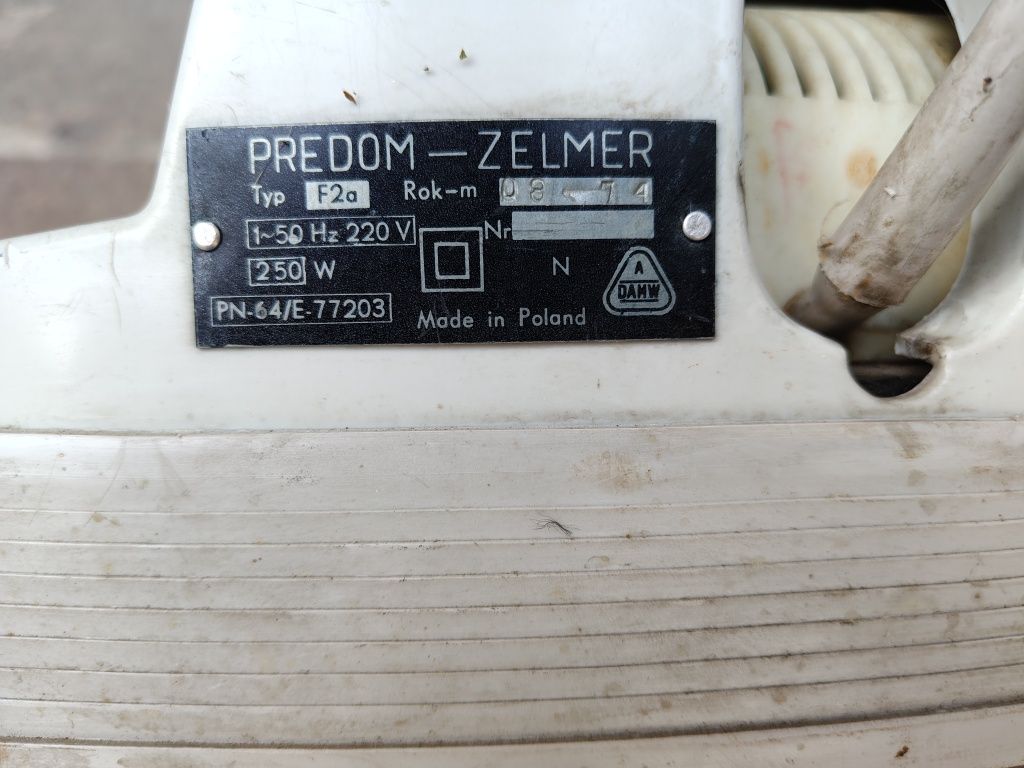 PREDOM — ZELMER
Typ F2a Rok-m 08-74
1~50 Hz 220 V Nr
250 W N
A
DAMW
PN-64/E-77203
Made in Poland